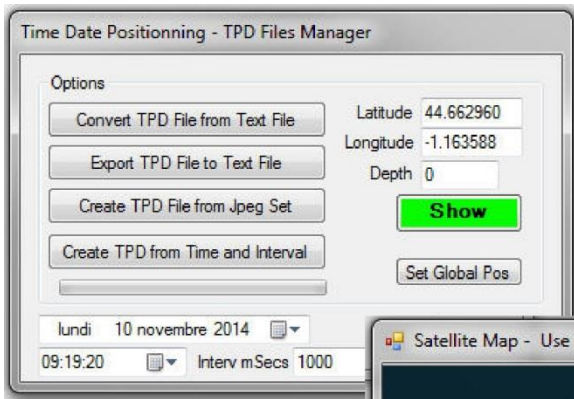 Time Date Positionning - TPD Files Manager
Options
Convert TPD File from Text File
Latitude 44.662960
Export TPD File to Text File
Longitude -1.163588
Depth 0
Create TPD File from Jpeg Set
Show
Create TPD from Time and Interval
Set Global Pos
lundi 10 novembre 2014
09:19:20 Interv mSecs 1000
Satellite Map - Use